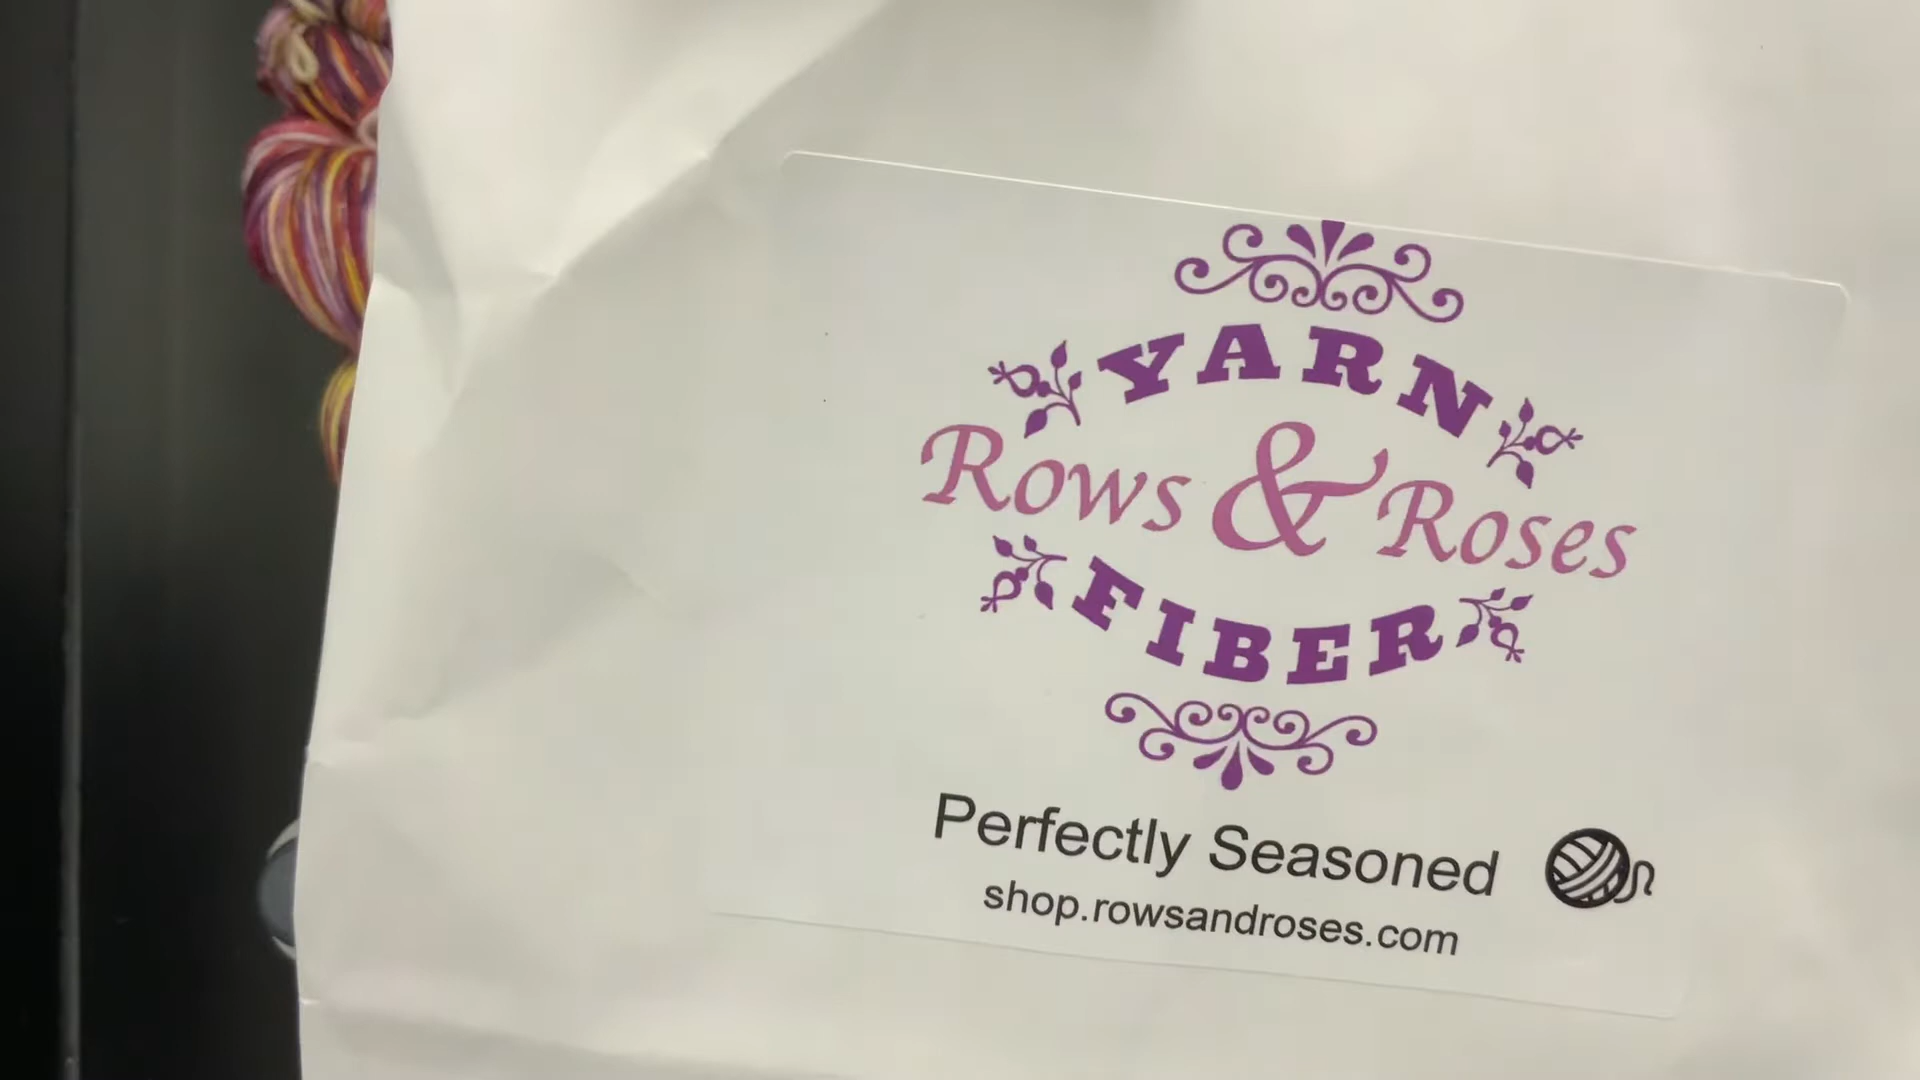 YARN
Rows & Roses
FIBER
Perfectly Seasoned
shop.rowsandroses.com